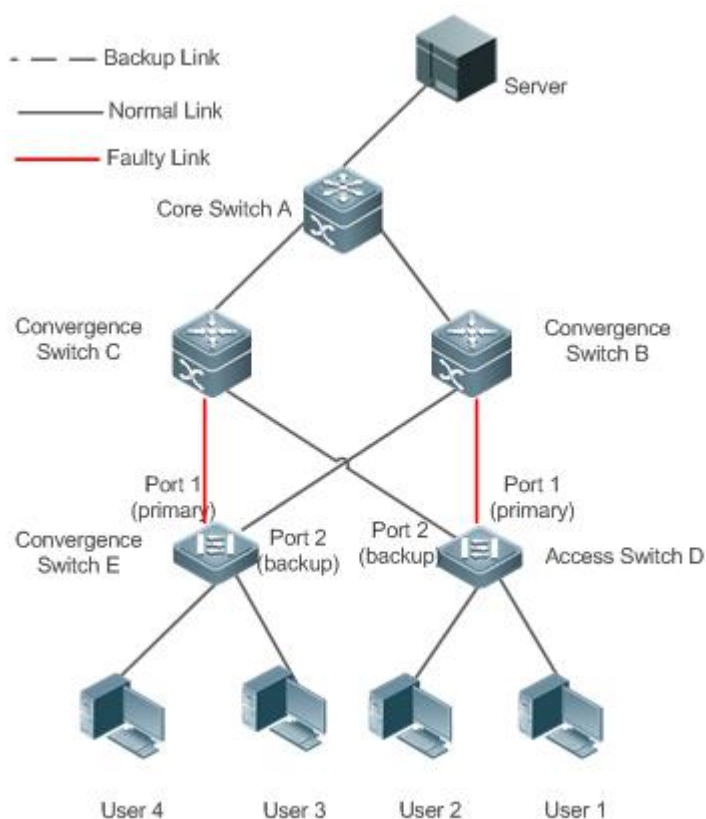 Backup Link
Server
Normal Link
Faulty Link
Core Switch A
Convergence
Switch C
Convergence
Switch B
Port 1
(primary)
Port 1
(primary)
Convergence
Switch E
Port 2
(backup)
Port 2
(backup)
Access Switch D
User 4
User 3
User 2
User 1